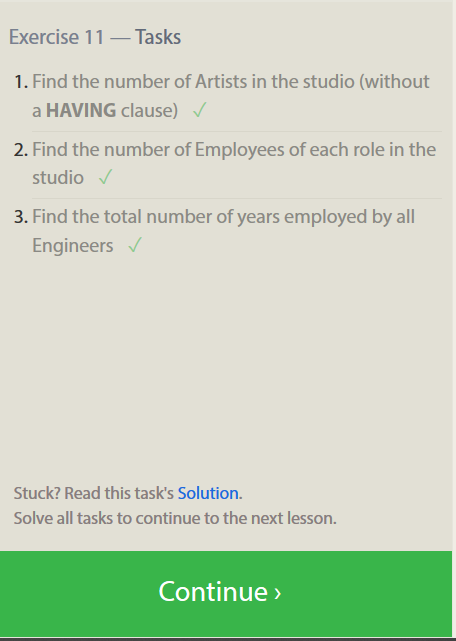 Exercise 11 — Tasks
1. Find the number of Artists in the studio (without
a HAVING clause) ✓
2. Find the number of Employees of each role in the
studio ✓
3. Find the total number of years employed by all
Engineers ✓
Stuck? Read this task's Solution.
Solve all tasks to continue to the next lesson.
Continue ›